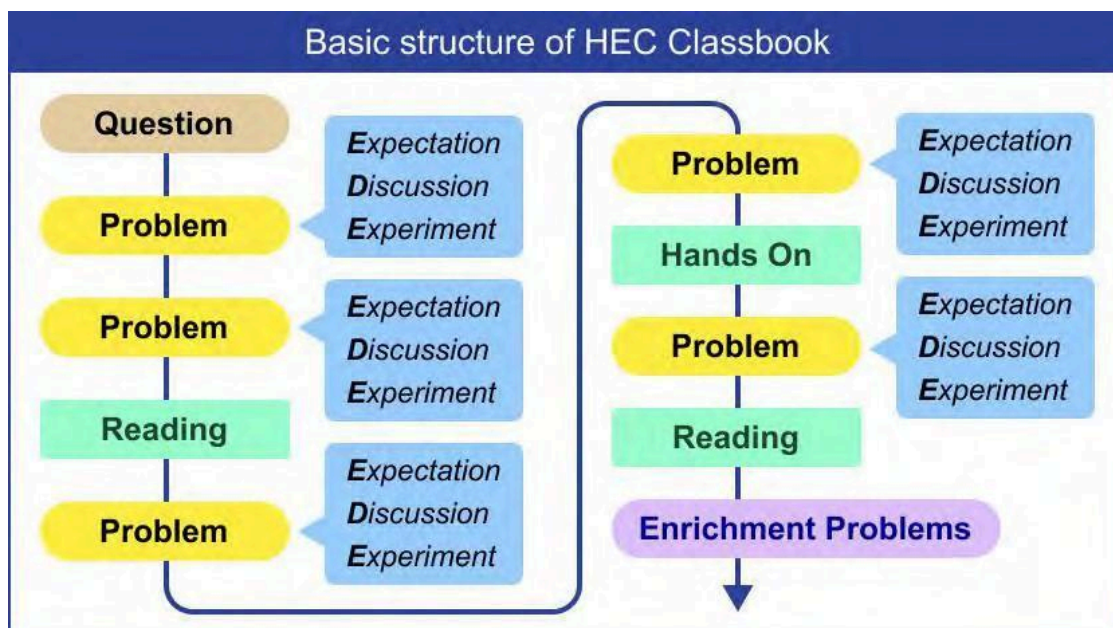 Basic structure of HEC Classbook
Question
Problem
Expectation
Discussion
Experiment
Problem
Expectation
Discussion
Experiment
Reading
Problem
Expectation
Discussion
Experiment
Problem
Expectation
Discussion
Experiment
Hands On
Problem
Expectation
Discussion
Experiment
Reading
Enrichment Problems